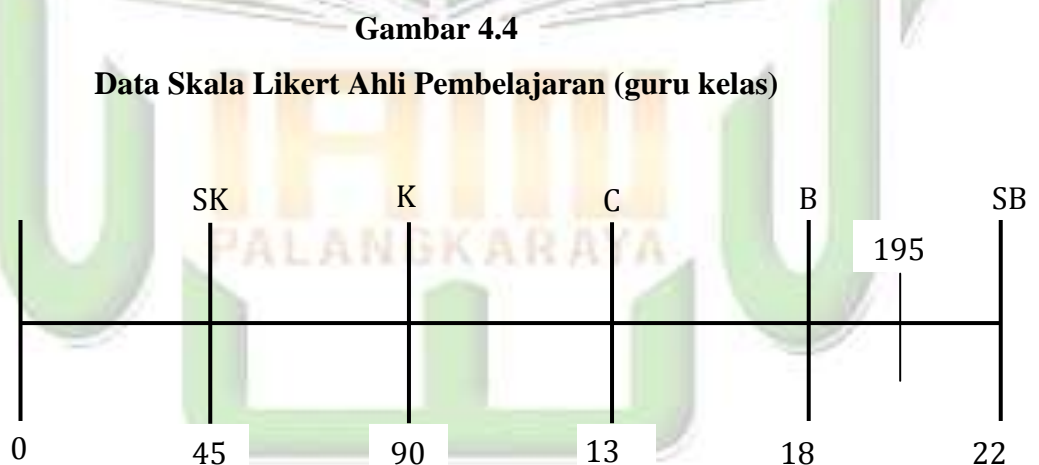 Gambar 4.4
Data Skala Likert Ahli Pembelajaran (guru kelas)
SK K C B SB
195
PALANGKARAYA
0 45 90 13 18 22